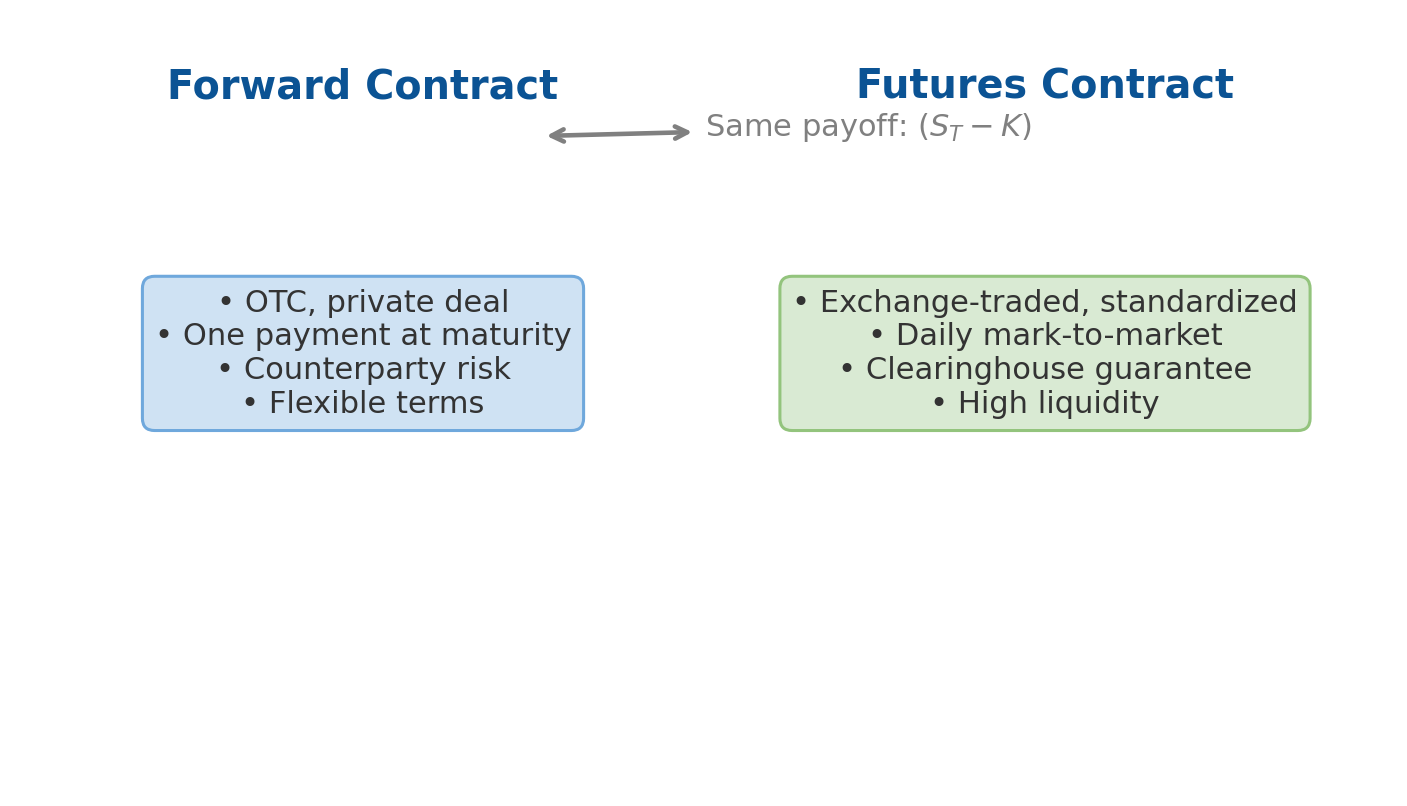 Forward Contract
Futures Contract
Same payoff: (S_T − K)
• OTC, private deal
• One payment at maturity
• Counterparty risk
• Flexible terms
• Exchange-traded, standardized
• Daily mark-to-market
• Clearinghouse guarantee
• High liquidity